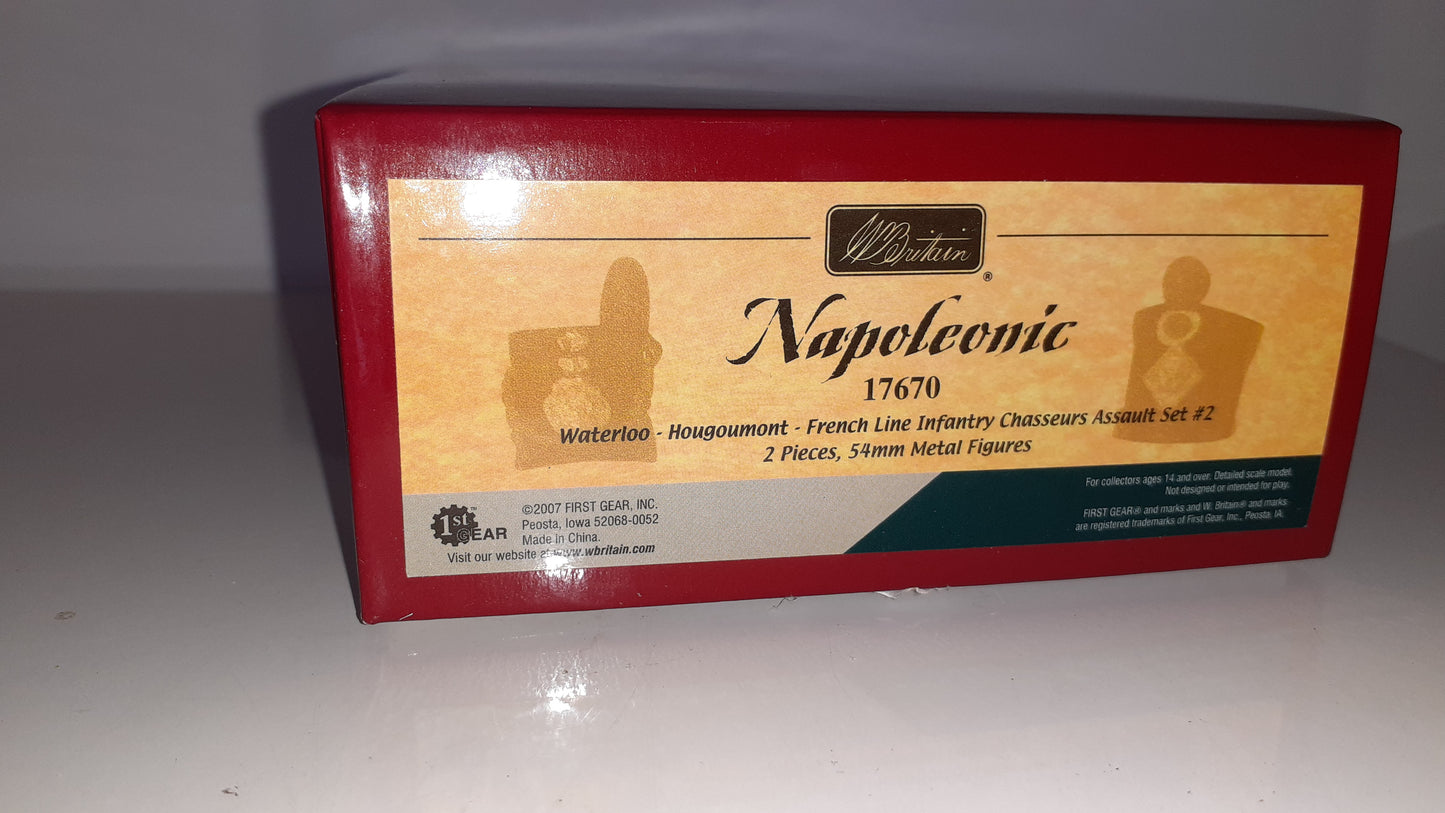 W Britain
®
Napoleonic
17670
Waterloo - Hougoumont - French Line Infantry Chasseurs Assault Set #2
2 Pieces, 54mm Metal Figures
1st GEAR™
©2007 FIRST GEAR, INC.
Peosta, Iowa 52068-0052
Made in China.
Visit our website at www.wbritain.com
For collectors ages 14 and over. Detailed scale model.
Not designed or intended for play.
FIRST GEAR® and marks and W. Britain® and marks
are registered trademarks of First Gear, Inc., Peosta, IA.